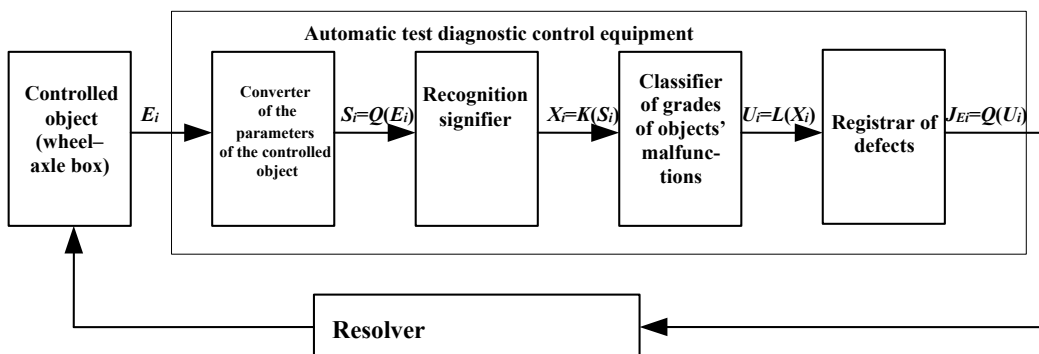 Automatic test diagnostic control equipment
Controlled
object
(wheel–
axle box)
Eᵢ
Converter
of the
parameters
of the controlled
object
Sᵢ=Q(Eᵢ)
Recognition
signifier
Xᵢ=K(Sᵢ)
Classifier
of grades
of objects’
malfunc-
tions
Uᵢ=L(Xᵢ)
Registrar of
defects
J_Eᵢ=Q(Uᵢ)
Resolver